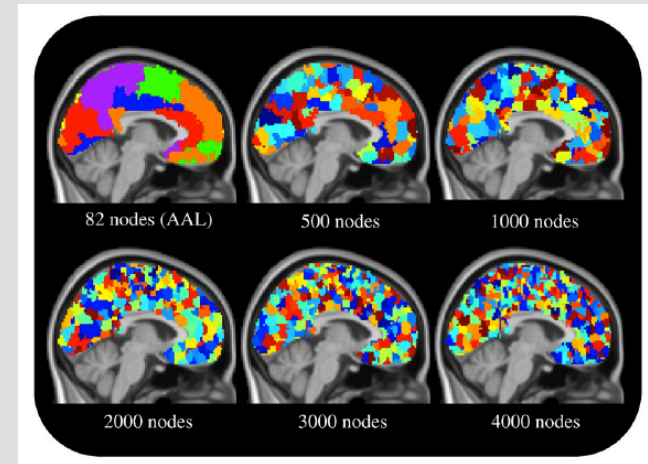 82 nodes (AAL)
500 nodes
1000 nodes
2000 nodes
3000 nodes
4000 nodes